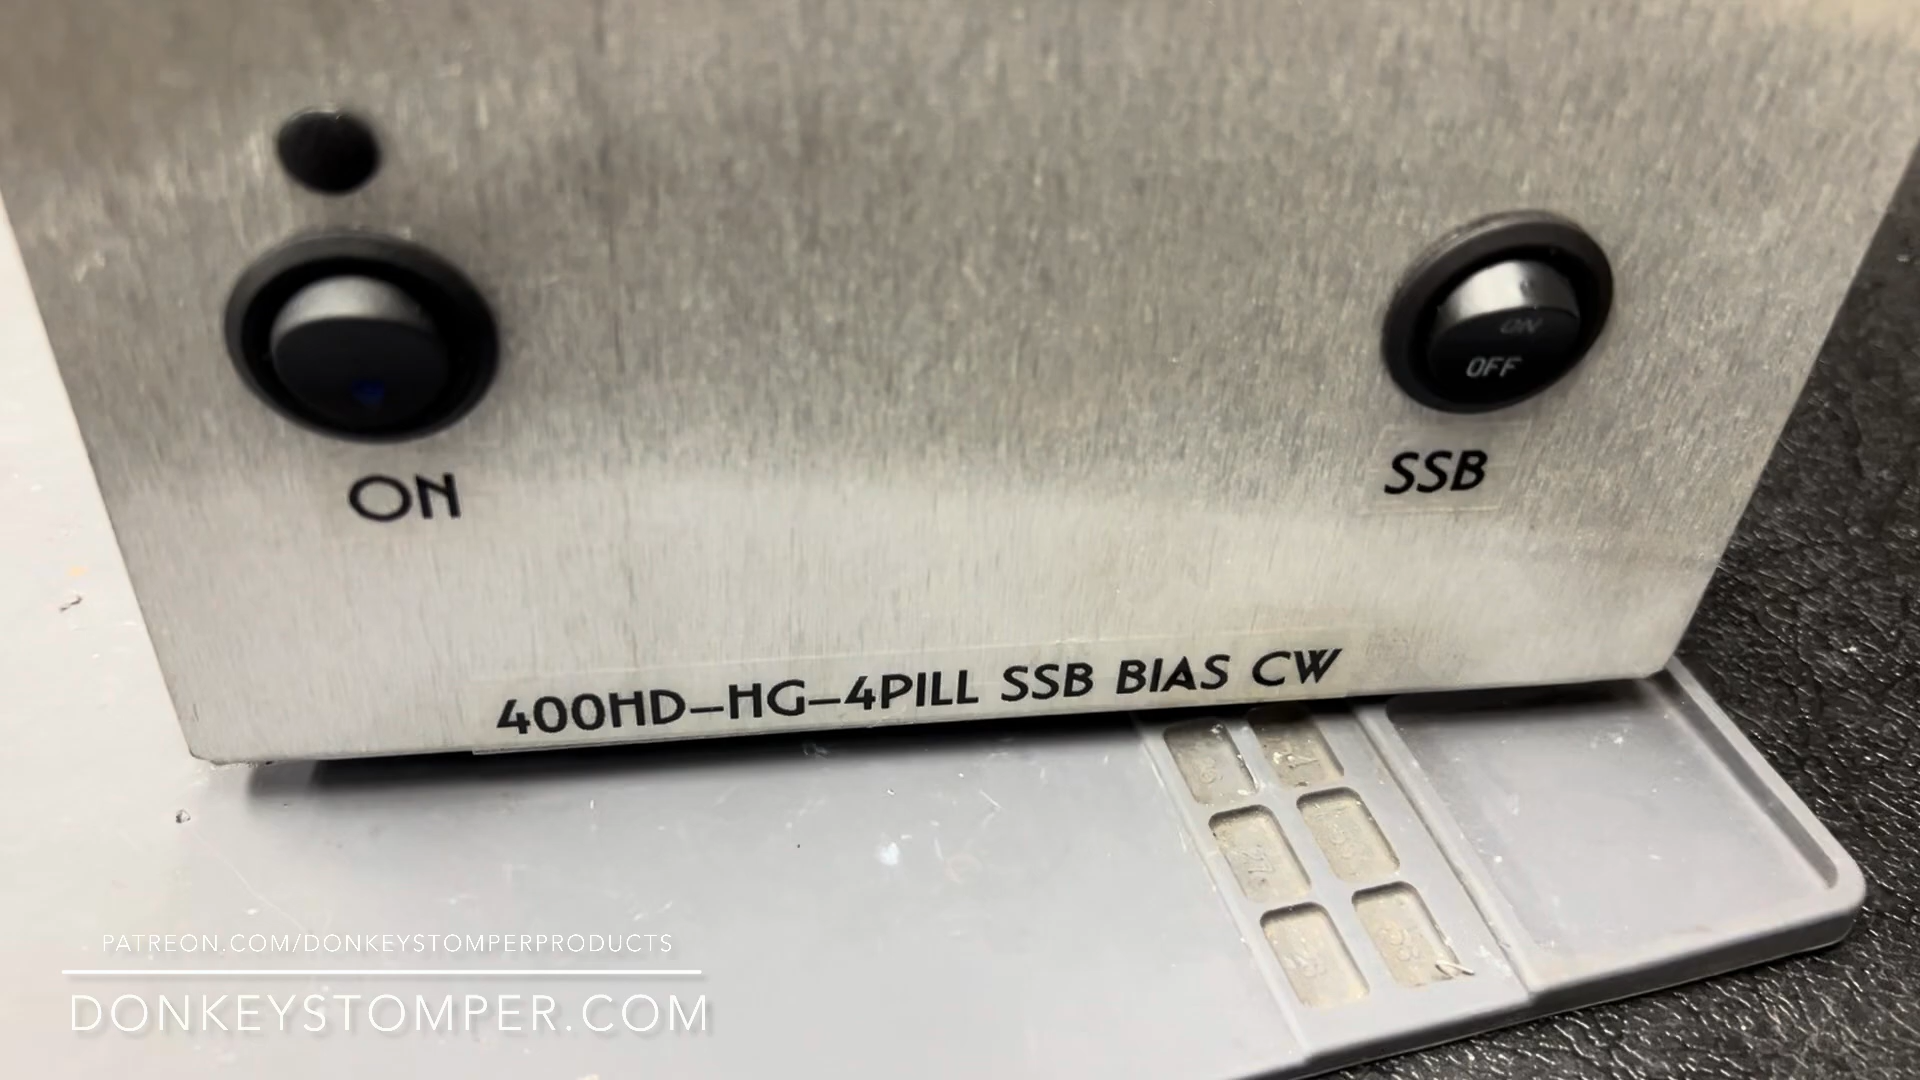 ON
OFF
ON
SSB
400HD-HG-4PILL SSB BIAS CW
PATREON.COM/DONKEYSTOMPERPRODUCTS
DONKEYSTOMPER.COM